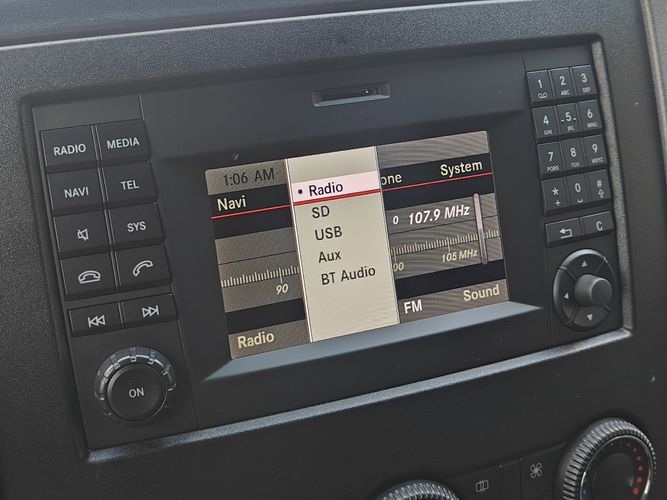 RADIO
MEDIA
NAVI
TEL
SYS
ON
1:06 AM
Navi
one
System
• Radio
SD
USB
Aux
BT Audio
0 107.9 MHz
90
00
105 MHz
Radio
FM
Sound
1
2 ABC
3 DEF
4 GHI
-5- JKL
6 MNO
7 PQRS
8 TUV
9 WXYZ
*
0
#
+
C